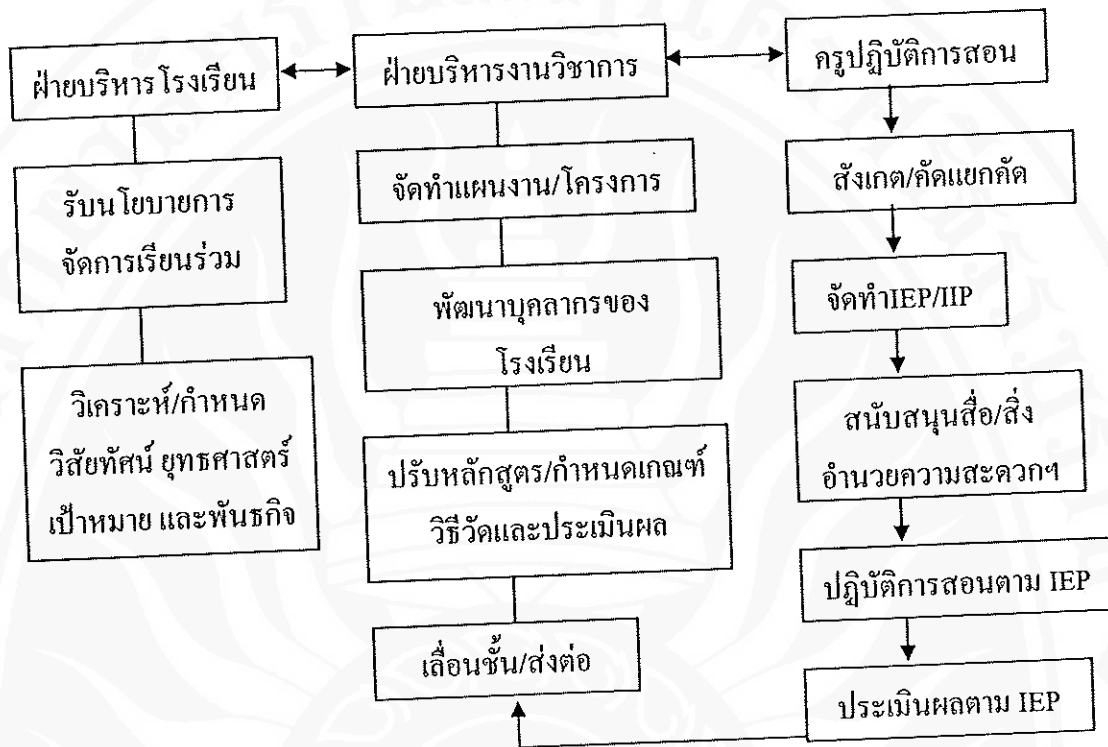 ฝ่ายบริหารโรงเรียน
ฝ่ายบริหารงานวิชาการ
ครูปฏิบัติการสอน
รับนโยบายการ
จัดการเรียนร่วม
วิเคราะห์/กำหนด
วิสัยทัศน์ ยุทธศาสตร์
เป้าหมาย และพันธกิจ
จัดทำแผนงาน/โครงการ
พัฒนาบุคลากรของ
โรงเรียน
ปรับหลักสูตร/กำหนดเกณฑ์
วิธีวัดและประเมินผล
เลื่อนชั้น/ส่งต่อ
สังเกต/คัดแยกคัด
จัดทำIEP/IIP
สนับสนุนสื่อ/สิ่ง
อำนวยความสะดวกฯ
ปฏิบัติการสอนตาม IEP
ประเมินผลตาม IEP